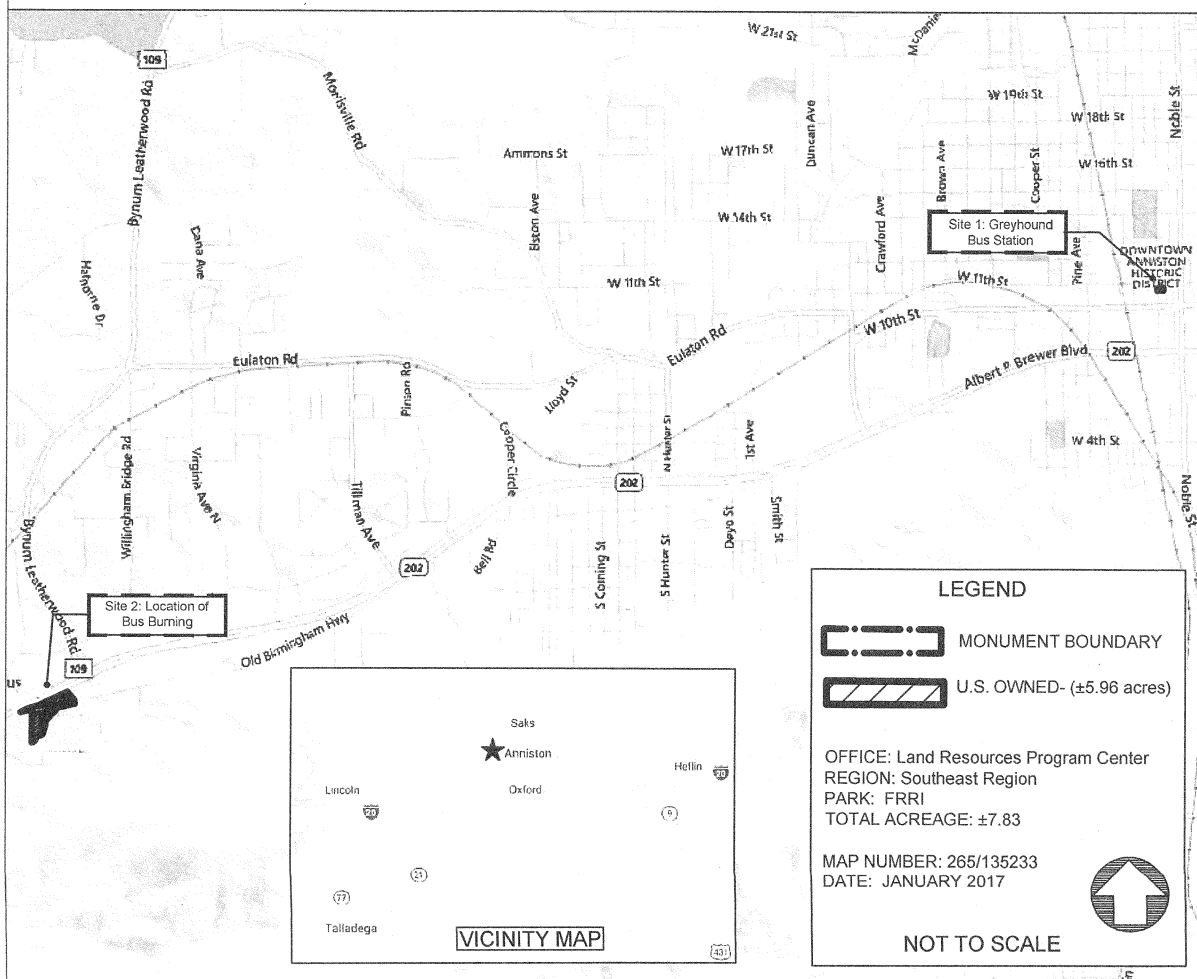 W 21st St
McDaniel
109
Bynum Leatherwood Rd
Morrisville Rd
W 19th St
W 18th St
Noble St
Duncan Ave
Ammons St
W 17th St
W 16th St
Brown Ave
Cooper St
Elston Ave
W 14th St
Crawford Ave
Site 1: Greyhound
Bus Station
Pine Ave
DOWNTOWN
ANNISTON
HISTORIC
DISTRICT
Dana Ave
W 11th St
W 11th St
W 10th St
Eulaton Rd
Eulaton Rd
Albert P Brewer Blvd
202
Pinson Rd
Lloyd St
Cooper Circle
N Hunter St
1st Ave
W 4th St
Willingham Bridge Rd
Virginia Ave N
Tillman Ave
202
Noble St
Bynum Leatherwood Rd
Bell Rd
202
S Corning St
S Hunter St
Deyo St
Smith St
Site 2: Location of
Bus Burning
109
Old Birmingham Hwy
LEGEND
MONUMENT BOUNDARY
U.S. OWNED- (±5.96 acres)
OFFICE: Land Resources Program Center
REGION: Southeast Region
PARK: FRRI
TOTAL ACREAGE: ±7.83
MAP NUMBER: 265/135233
DATE: JANUARY 2017
NOT TO SCALE
Saks
Anniston
Heflin
20
Lincoln
Oxford
20
9
21
77
Talladega
VICINITY MAP
431